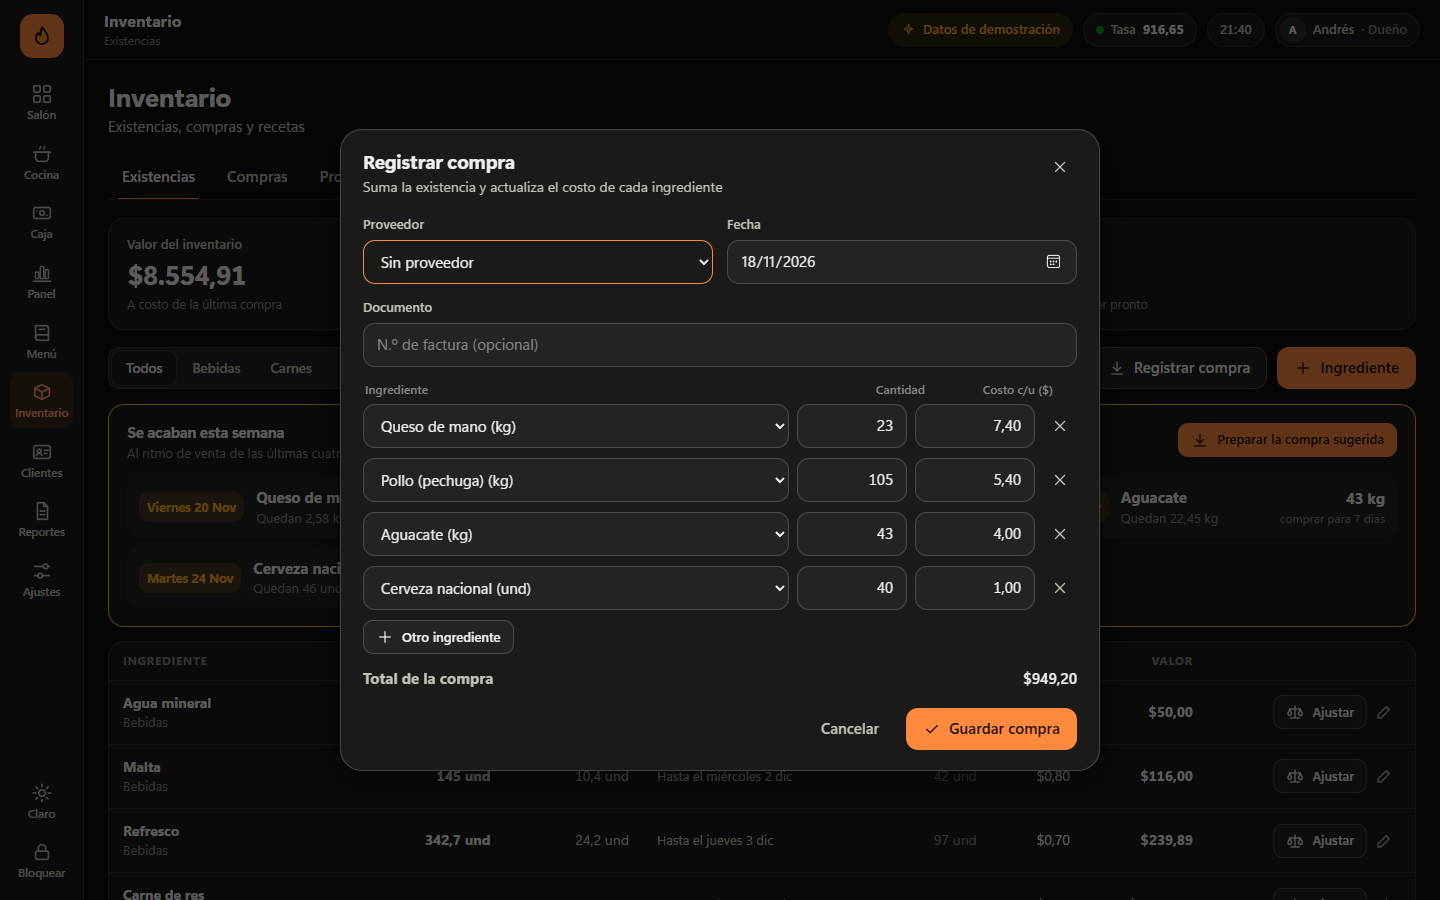 Inventario
Existencias
Datos de demostración
Tasa 916,65
21:40
A
Andrés · Dueño
Salón
Cocina
Caja
Panel
Menú
Inventario
Clientes
Reportes
Ajustes
Claro
Bloquear
Inventario
Existencias, compras y recetas
Existencias
Compras
Valor del inventario
$8.554,91
A costo de la última compra
Todos
Bebidas
Carnes
Registrar compra
Ingrediente
Se acaban esta semana
Preparar la compra sugerida
Viernes 20 Nov
Aguacate
43 kg
Quedan 22,45 kg
comprar para 7 días
Martes 24 Nov
Registrar compra
Suma la existencia y actualiza el costo de cada ingrediente
Proveedor
Fecha
Sin proveedor
18/11/2026
Documento
N.º de factura (opcional)
Ingrediente
Cantidad
Costo c/u ($)
Queso de mano (kg)
23
7,40
Pollo (pechuga) (kg)
105
5,40
Aguacate (kg)
43
4,00
Cerveza nacional (und)
40
1,00
Otro ingrediente
Total de la compra
$949,20
Cancelar
Guardar compra
INGREDIENTE
VALOR
Agua mineral
Bebidas
$50,00
Ajustar
Malta
Bebidas
145 und
10,4 und
Hasta el miércoles 2 dic
42 und
$0,80
$116,00
Ajustar
Refresco
Bebidas
342,7 und
24,2 und
Hasta el jueves 3 dic
97 und
$0,70
$239,89
Ajustar
Carne de res